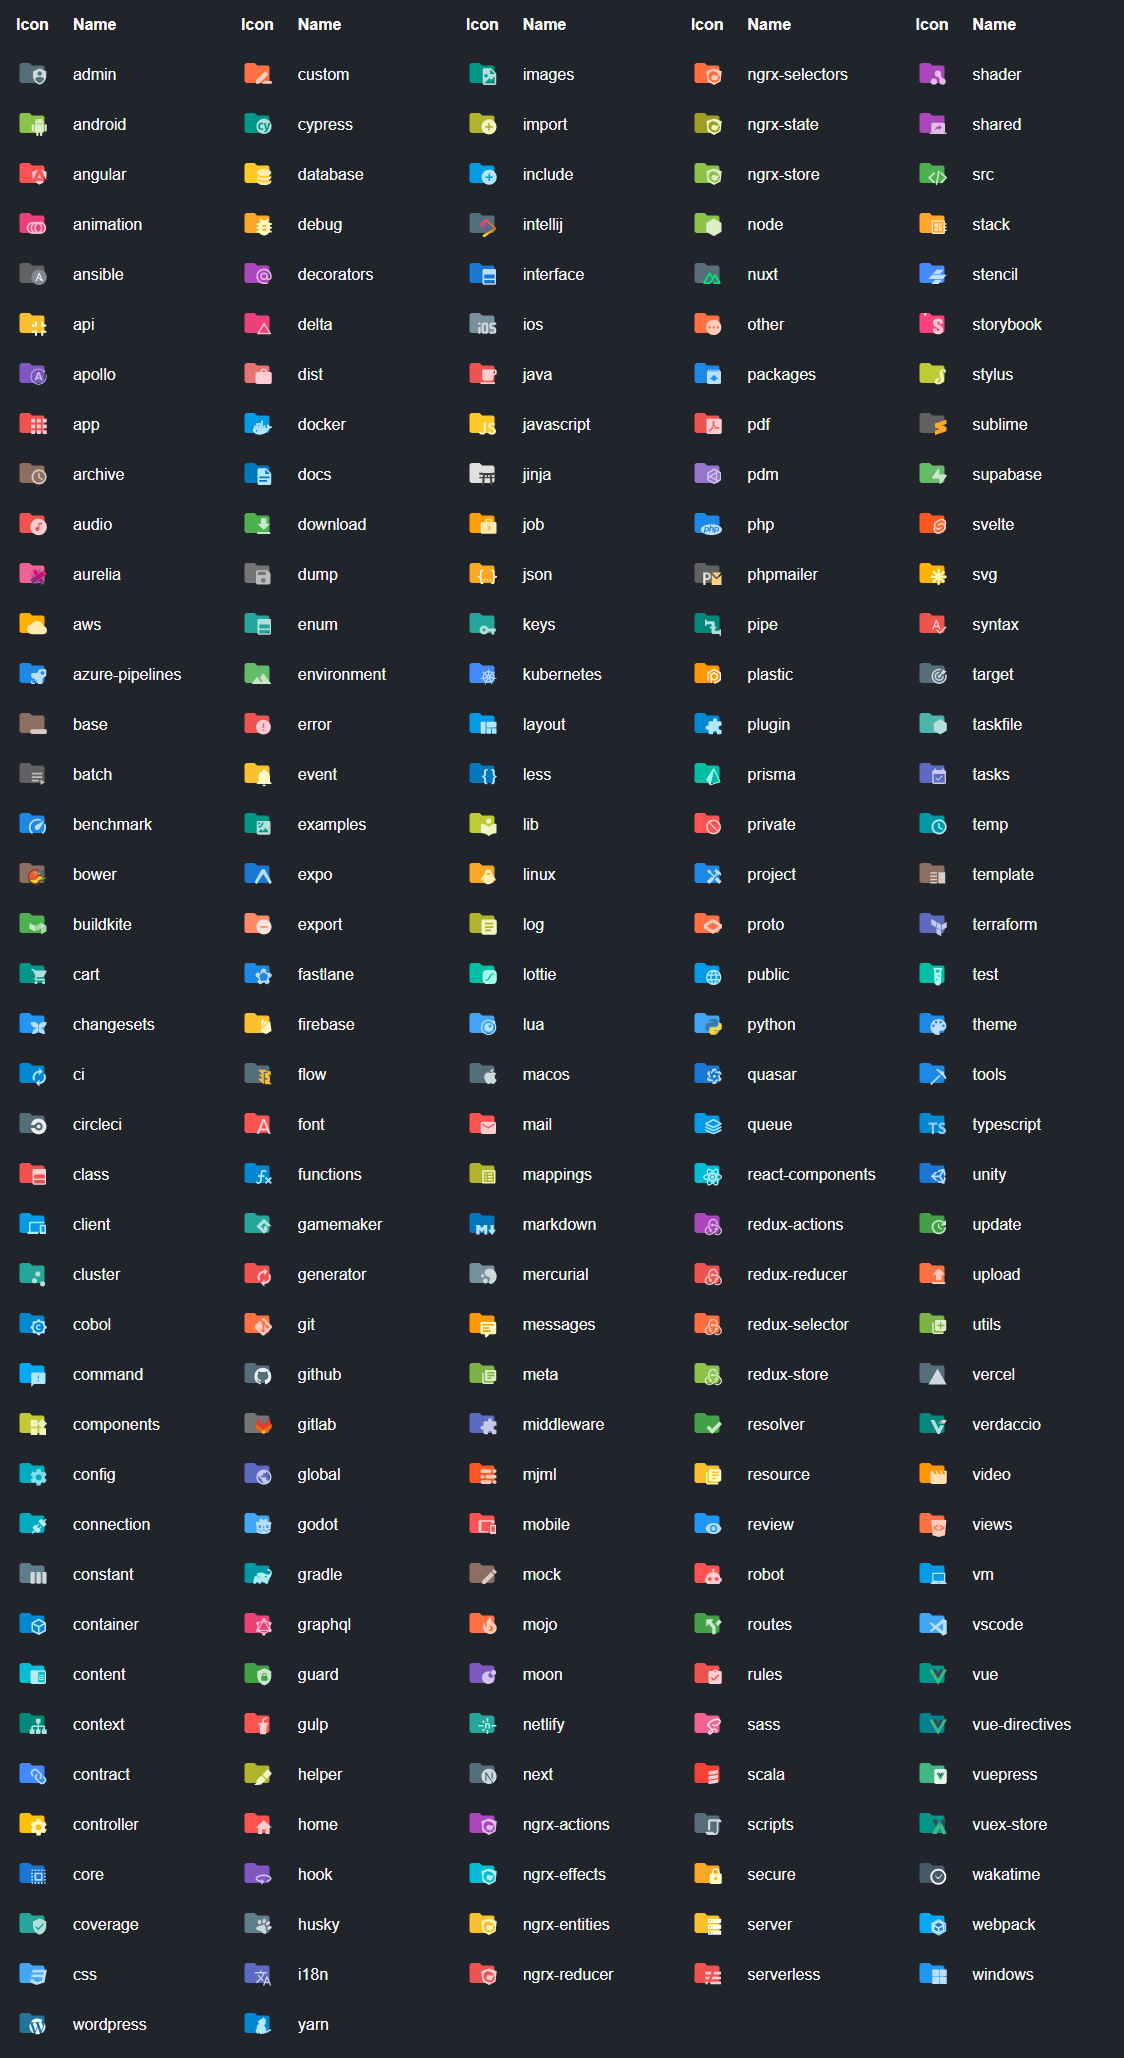 Icon Name Icon Name Icon Name Icon Name Icon Name
admin custom images ngrx-selectors shader
android cypress import ngrx-state shared
angular database include ngrx-store src
animation debug intellij node stack
ansible decorators interface nuxt stencil
api delta ios other storybook
apollo dist java packages stylus
app docker javascript pdf sublime
archive docs jinja pdm supabase
audio download job php svelte
aurelia dump json phpmailer svg
aws enum keys pipe syntax
azure-pipelines environment kubernetes plastic target
base error layout plugin taskfile
batch event less prisma tasks
benchmark examples lib private temp
bower expo linux project template
buildkite export log proto terraform
cart fastlane lottie public test
changesets firebase lua python theme
ci flow macos quasar tools
circleci font mail queue typescript
class functions mappings react-components unity
client gamemaker markdown redux-actions update
cluster generator mercurial redux-reducer upload
cobol git messages redux-selector utils
command github meta redux-store vercel
components gitlab middleware resolver verdaccio
config global mjml resource video
connection godot mobile review views
constant gradle mock robot vm
container graphql mojo routes vscode
content guard moon rules vue
context gulp netlify sass vue-directives
contract helper next scala vuepress
controller home ngrx-actions scripts vuex-store
core hook ngrx-effects secure wakatime
coverage husky ngrx-entities server webpack
css i18n ngrx-reducer serverless windows
wordpress yarn